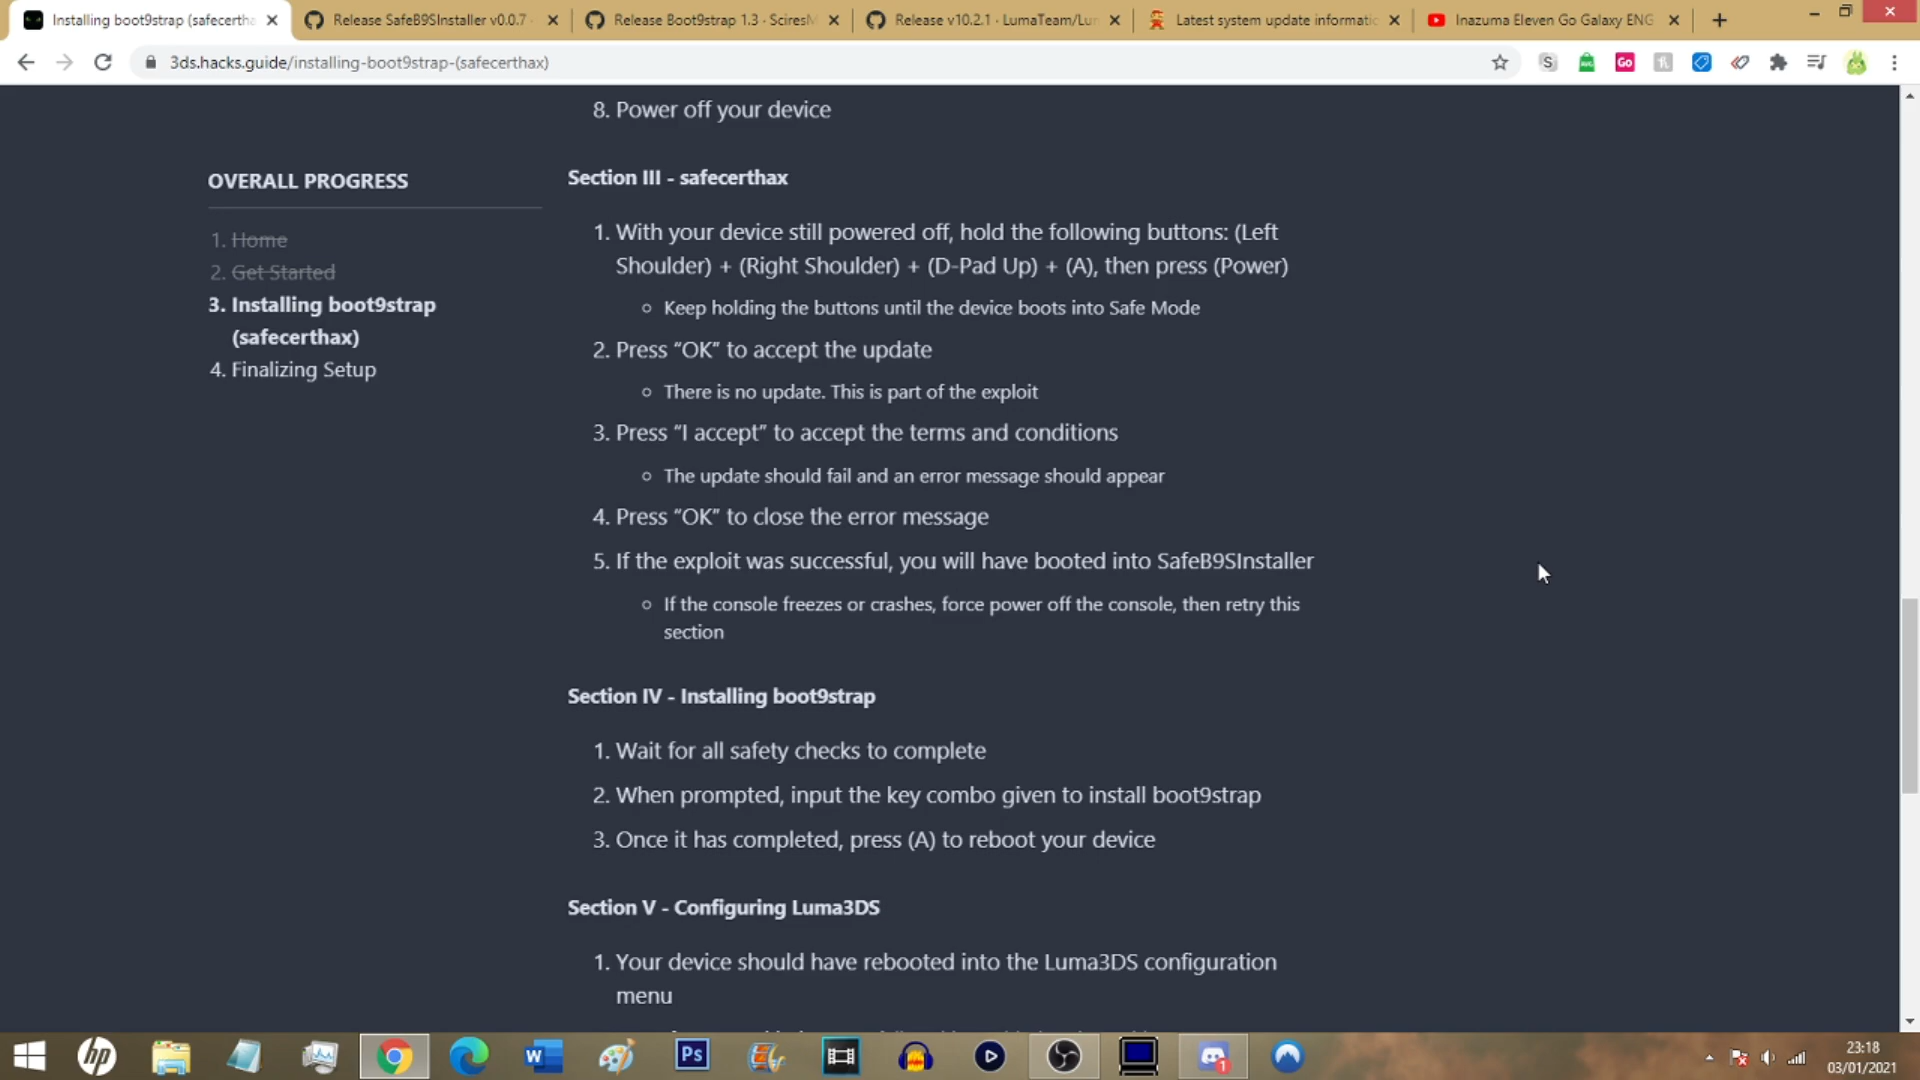 Installing boot9strap (safecertha
Release SafeB9SInstaller v0.0.7
Release Boot9strap 1.3 · SciresM
Release v10.2.1 · LumaTeam/Lu
Latest system update informati
Inazuma Eleven Go Galaxy ENG
3ds.hacks.guide/installing-boot9strap-(safecerthax)
8. Power off your device
OVERALL PROGRESS
1. Home
2. Get Started
3. Installing boot9strap
(safecerthax)
4. Finalizing Setup
Section III - safecerthax
1. With your device still powered off, hold the following buttons: (Left
Shoulder) + (Right Shoulder) + (D-Pad Up) + (A), then press (Power)
Keep holding the buttons until the device boots into Safe Mode
2. Press “OK” to accept the update
There is no update. This is part of the exploit
3. Press “I accept” to accept the terms and conditions
The update should fail and an error message should appear
4. Press “OK” to close the error message
5. If the exploit was successful, you will have booted into SafeB9SInstaller
If the console freezes or crashes, force power off the console, then retry this
section
Section IV - Installing boot9strap
1. Wait for all safety checks to complete
2. When prompted, input the key combo given to install boot9strap
3. Once it has completed, press (A) to reboot your device
Section V - Configuring Luma3DS
1. Your device should have rebooted into the Luma3DS configuration
menu
23:18
03/01/2021